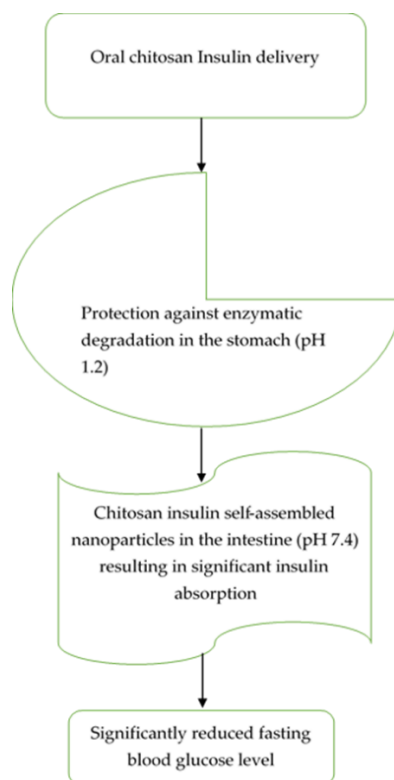 Oral chitosan Insulin delivery
Protection against enzymatic
degradation in the stomach (pH
1.2)
Chitosan insulin self-assembled
nanoparticles in the intestine (pH 7.4)
resulting in significant insulin
absorption
Significantly reduced fasting
blood glucose level